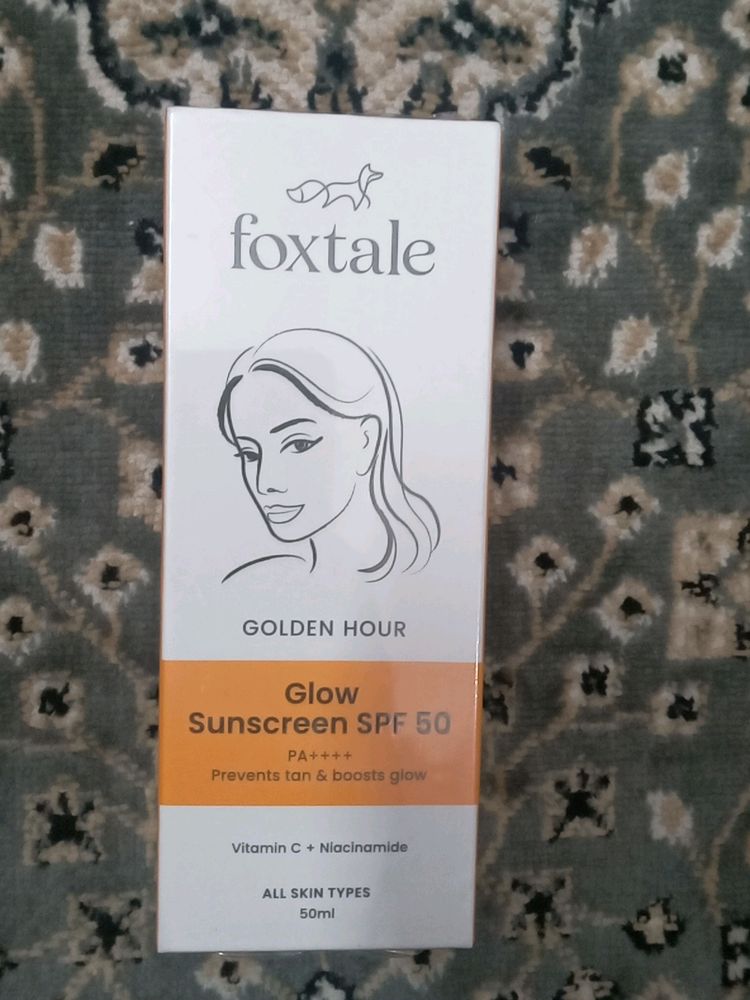 foxtale
GOLDEN HOUR
Glow
Sunscreen SPF 50
PA++++
Prevents tan & boosts glow
Vitamin C + Niacinamide
ALL SKIN TYPES
50ml